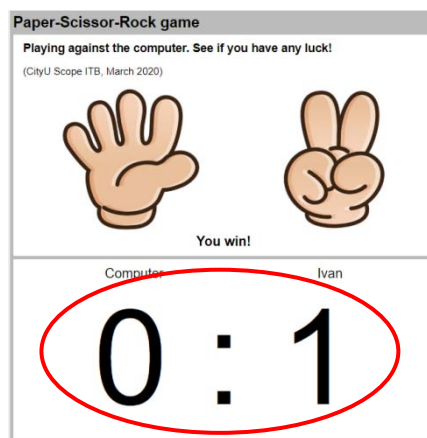 Paper-Scissor-Rock game
Playing against the computer. See if you have any luck!
(CityU Scope ITB, March 2020)
You win!
Computer Ivan
0 : 1